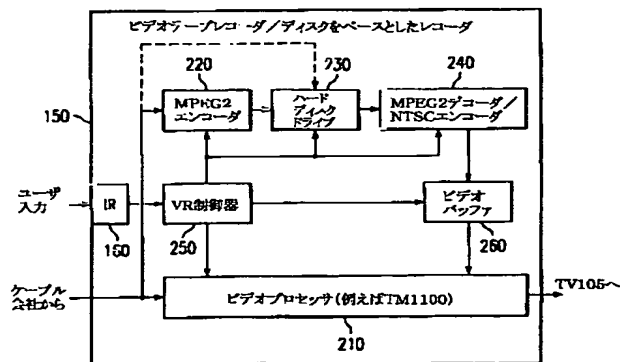 ビデオテープレコーダ/ディスクをベースとしたレコーダ
220
230
240
MPEG2
エンコーダ
ハード
ディスク
ドライブ
MPEG2デコーダ/
NTSCエンコーダ
150
ユーザ
入力
IR
VR制御器
ビデオ
バッファ
160
250
260
ケーブル
会社から
ビデオプロセッサ(例えばTM1100)
TV105へ
210